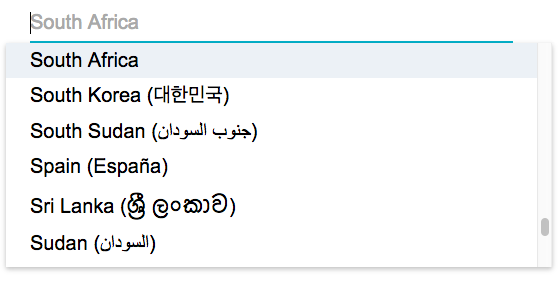 South Africa
South Africa
South Korea (대한민국)
South Sudan (جنوب السودان)
Spain (España)
Sri Lanka (ශ්‍රී ලංකාව)
Sudan (السودان)